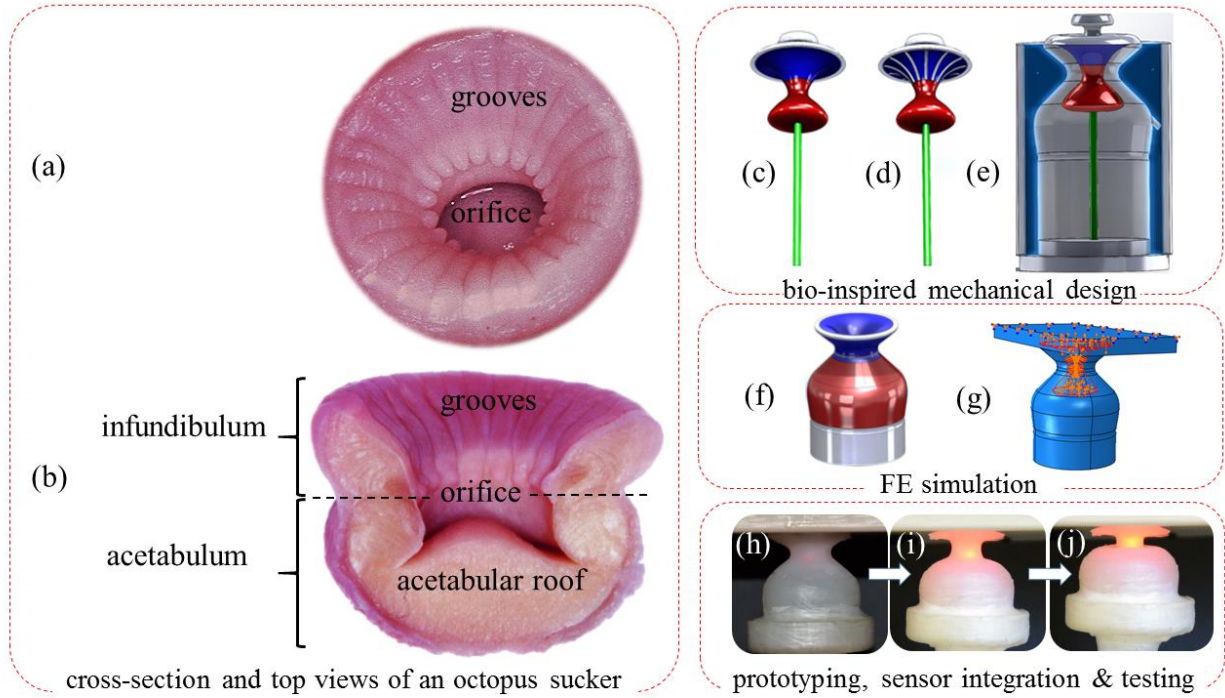 (a)
grooves
orifice
infundibulum
(b)
acetabulum
grooves
orifice
acetabular roof
cross-section and top views of an octopus sucker
(c)
(d)
(e)
bio-inspired mechanical design
(f)
(g)
FE simulation
(h)
(i)
(j)
prototyping, sensor integration & testing